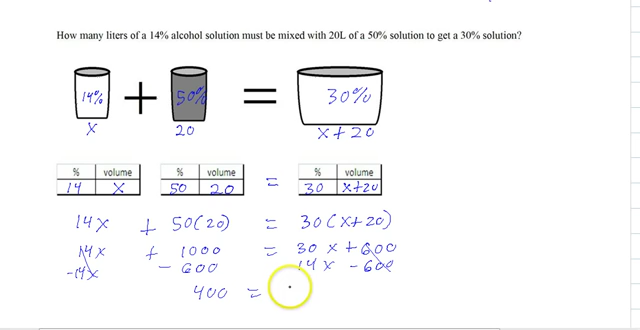 How many liters of a 14% alcohol solution must be mixed with 20L of a 50% solution to get a 30% solution?
14% + 50% = 30%
x 20 x + 20
% volume % volume % volume
14 x 50 20 = 30 x+20
14x + 50(20) = 30(x+20)
14x + 1000 = 30x + 600
-14x - 600 14x - 600
400 =